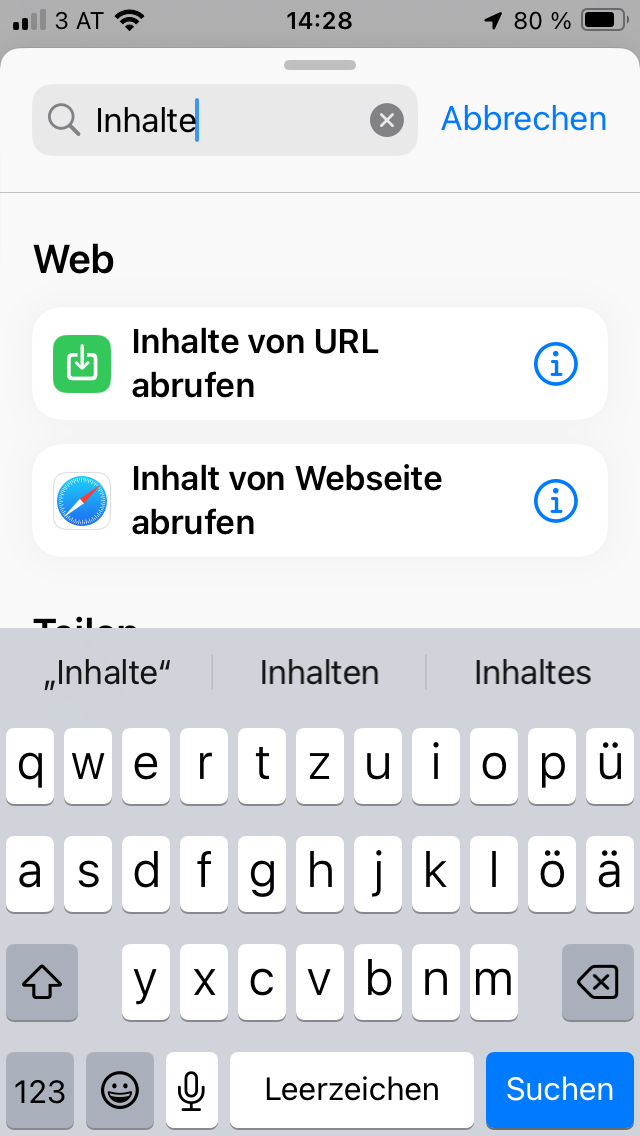 3 AT 14:28 80 %
Inhalte Abbrechen
Web
Inhalte von URL
abrufen
Inhalt von Webseite
abrufen
Teilen
„Inhalte“ Inhalten Inhaltes
q w e r t z u i o p ü
a s d f g h j k l ö ä
y x c v b n m
123 Leerzeichen Suchen